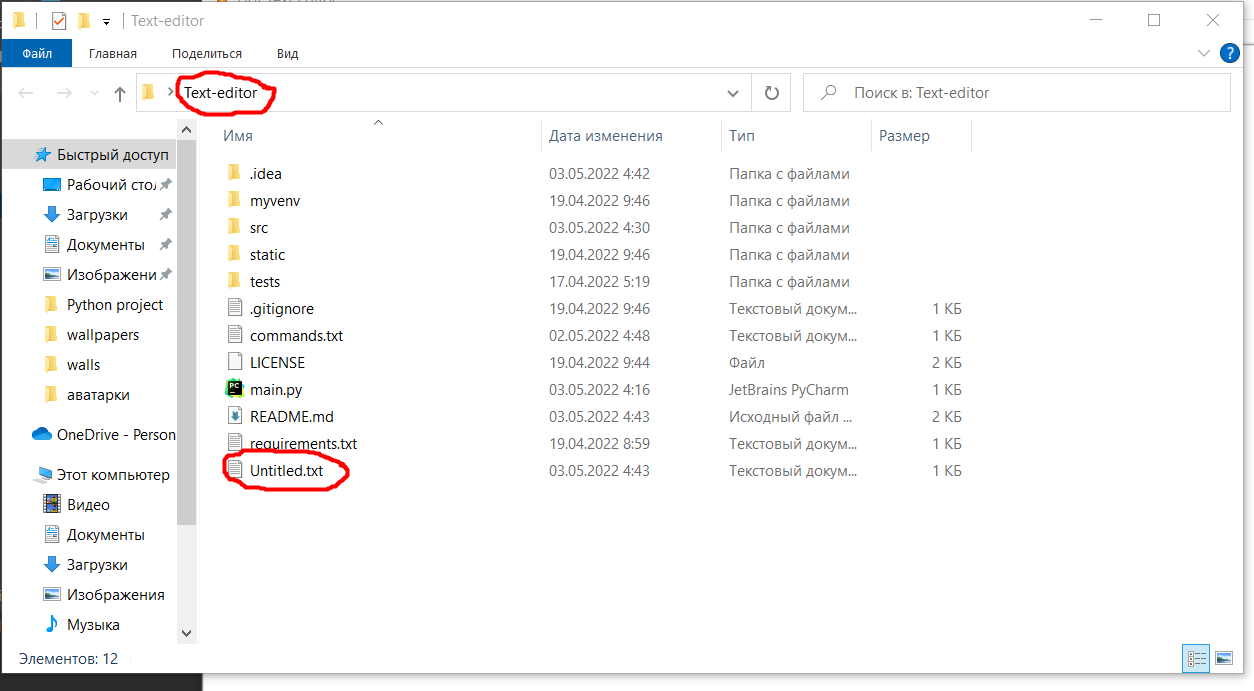 Text-editor
Файл Главная Поделиться Вид
Text-editor Поиск в: Text-editor
Имя Дата изменения Тип Размер
Быстрый доступ
Рабочий стол
Загрузки
Документы
Изображени
Python project
wallpapers
walls
аватарки
OneDrive - Person
Этот компьютер
Видео
Документы
Загрузки
Изображения
Музыка
.idea 03.05.2022 4:42 Папка с файлами
myvenv 19.04.2022 9:46 Папка с файлами
src 03.05.2022 4:30 Папка с файлами
static 19.04.2022 9:46 Папка с файлами
tests 17.04.2022 5:19 Папка с файлами
.gitignore 19.04.2022 9:46 Текстовый докум... 1 КБ
commands.txt 02.05.2022 4:48 Текстовый докум... 1 КБ
LICENSE 19.04.2022 9:44 Файл 2 КБ
main.py 03.05.2022 4:16 JetBrains PyCharm 1 КБ
README.md 03.05.2022 4:43 Исходный файл ... 2 КБ
requirements.txt 19.04.2022 8:59 Текстовый докум... 1 КБ
Untitled.txt 03.05.2022 4:43 Текстовый докум... 1 КБ
Элементов: 12